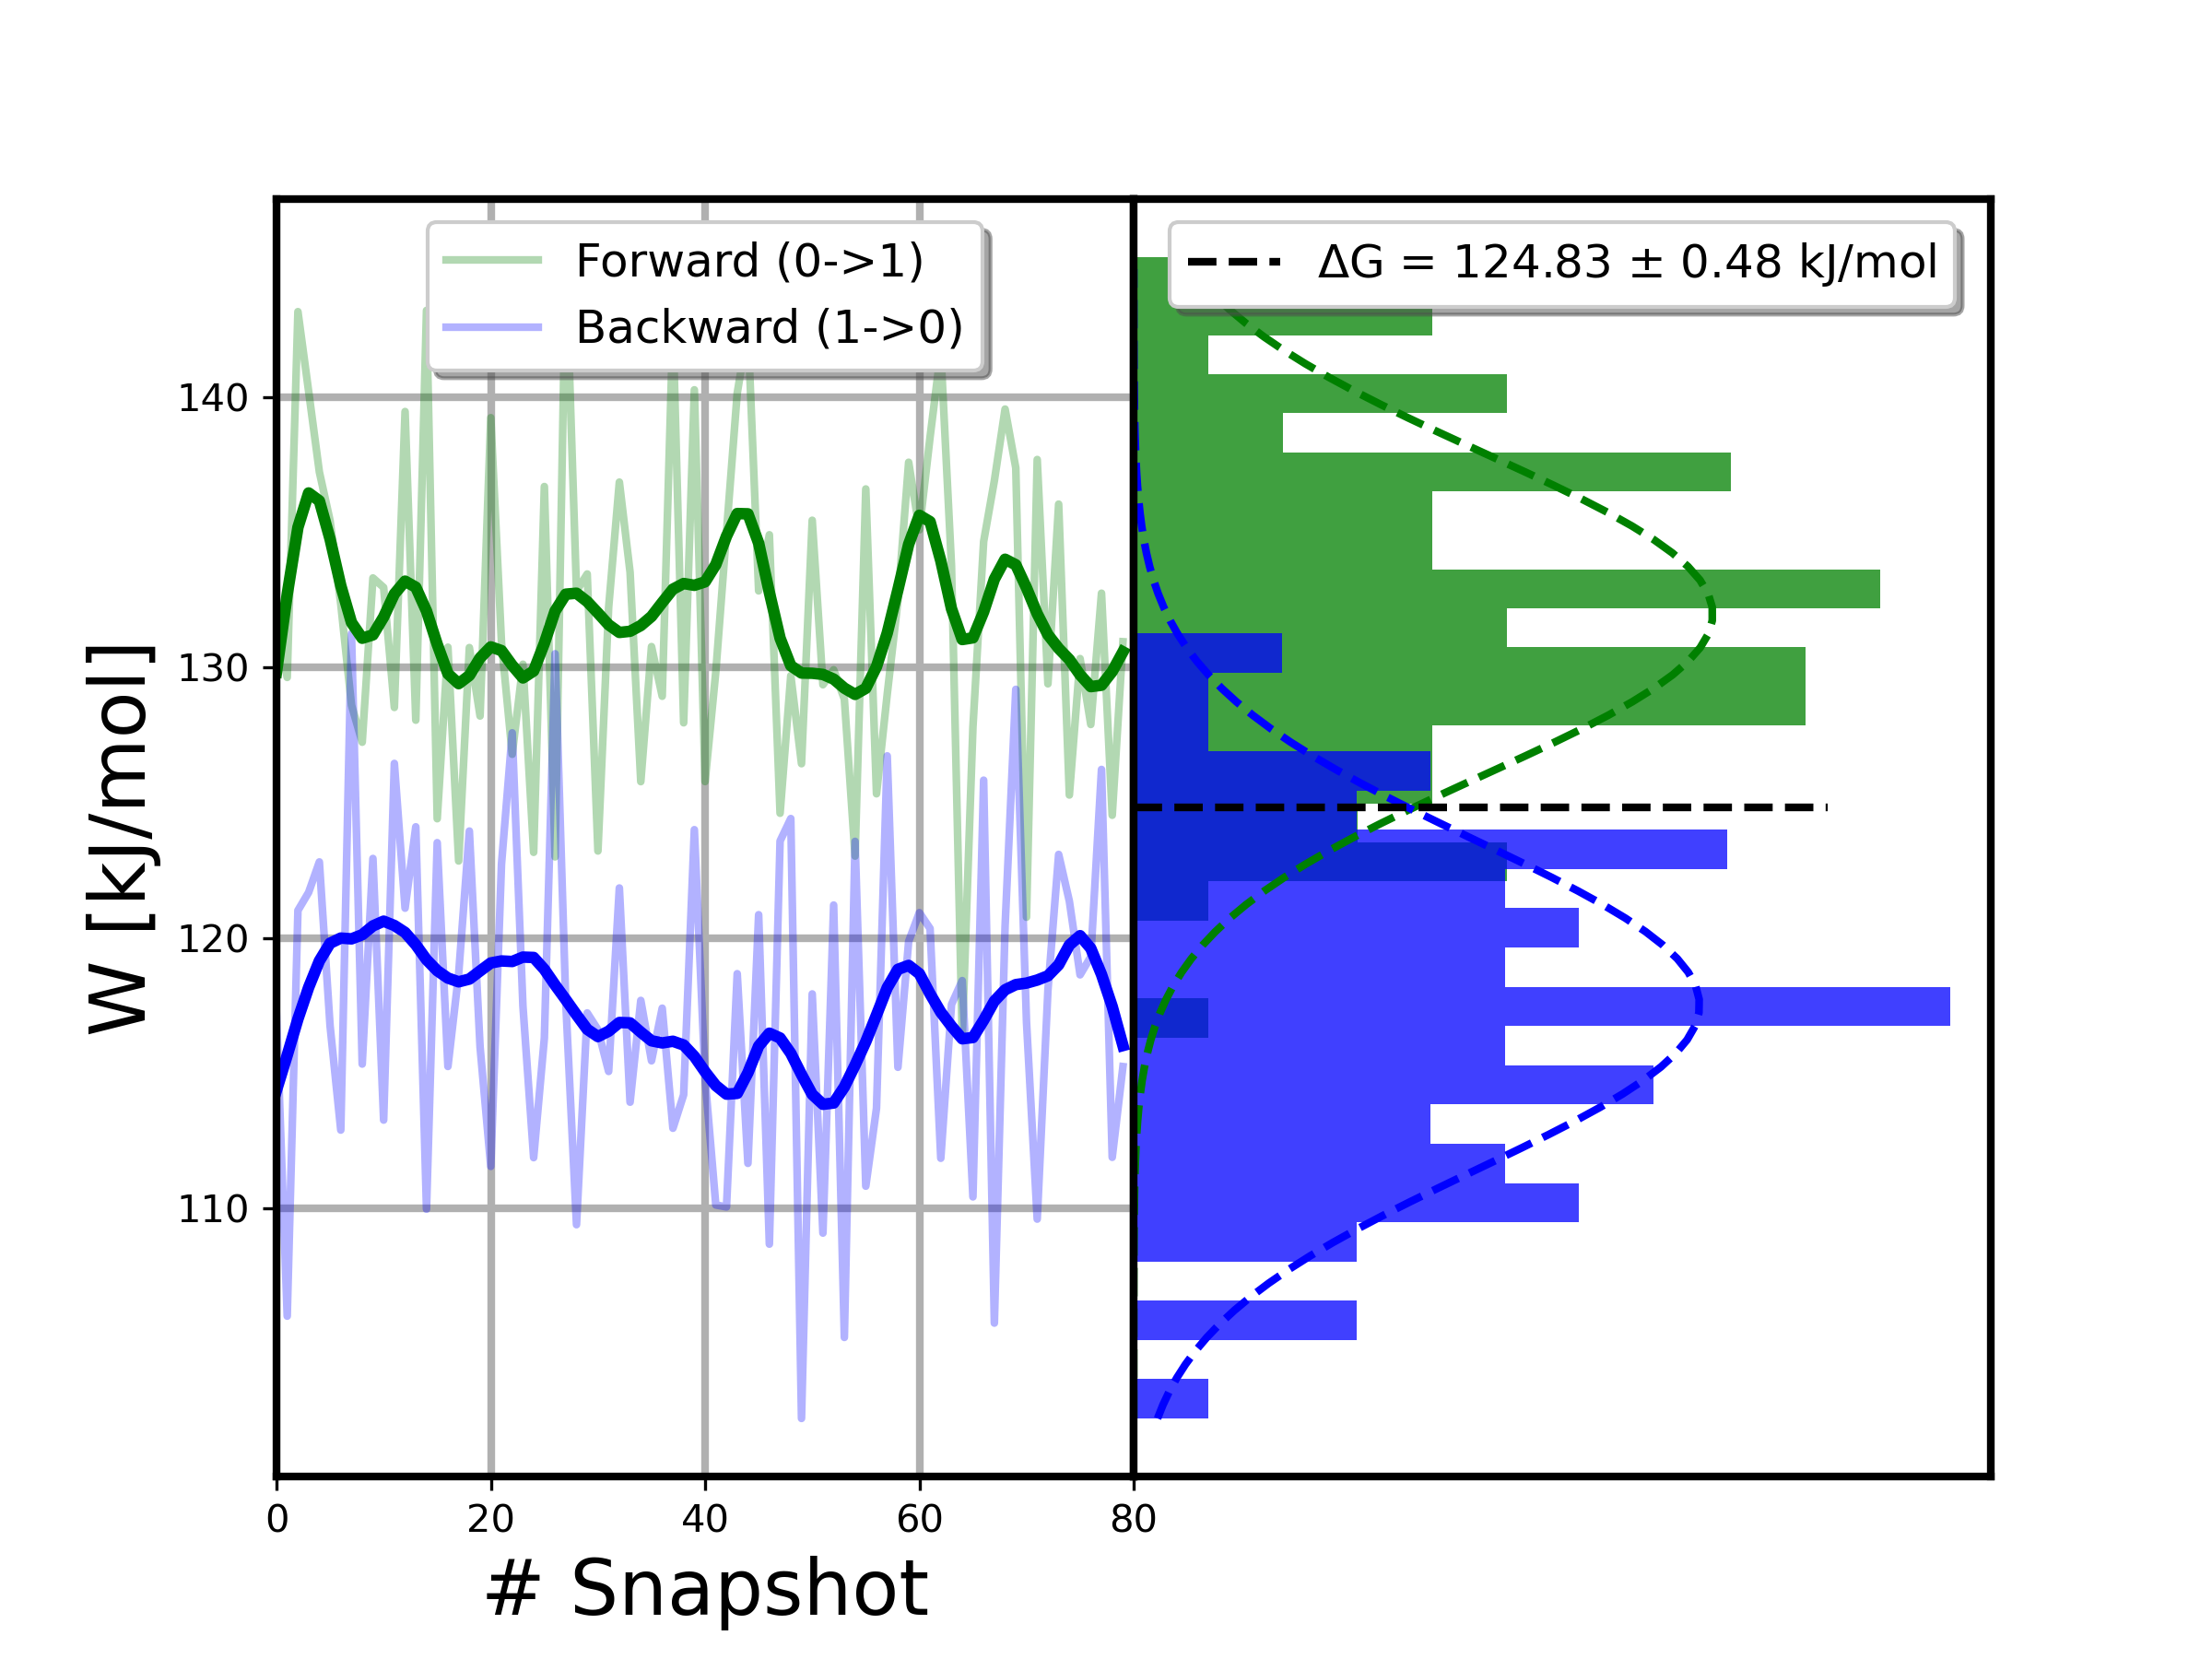 Forward (0->1)
Backward (1->0)
ΔG = 124.83 ± 0.48 kJ/mol
W [kJ/mol]
140
130
120
110
0 20 40 60 80
# Snapshot